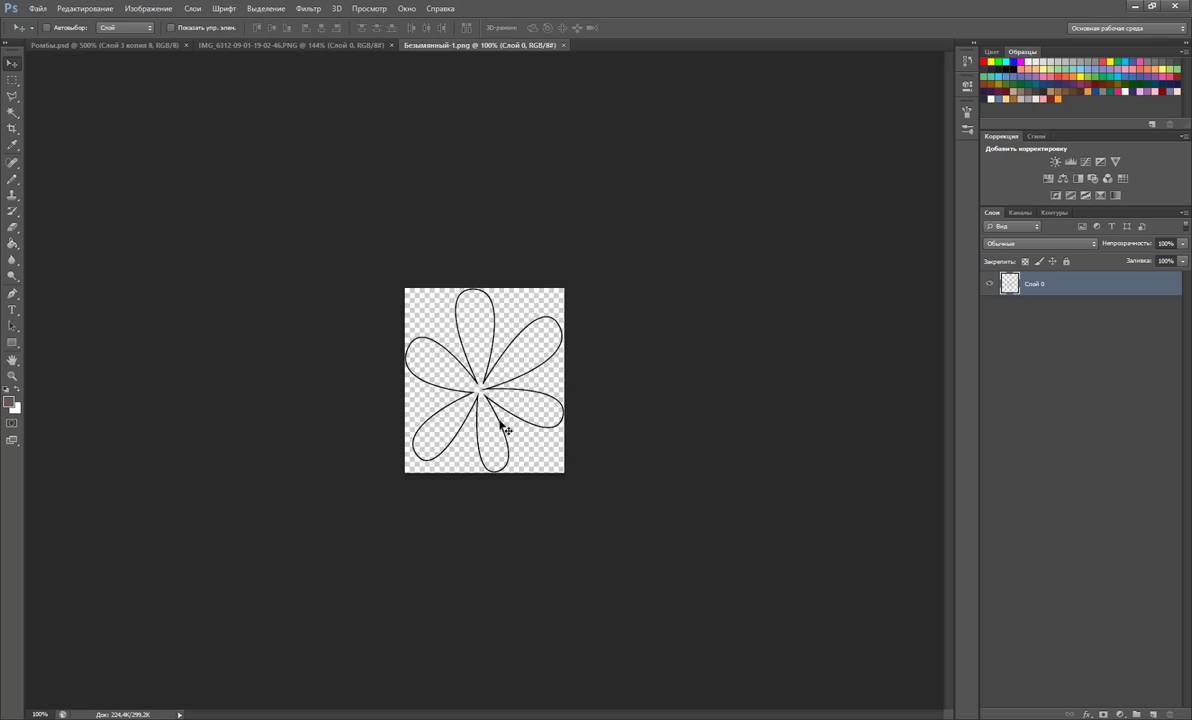 Ps Файл Редактирование Изображение Слои Шрифт Выделение Фильтр 3D Просмотр Окно Справка
Автовыбор: Слой Показать упр. элем. 3D-режим: Основная рабочая среда
Ромбы.psd @ 500% (Слой 3 копия 8, RGB/8) × IMG_6312-09-01-19-02-46.PNG @ 144% (Слой 0, RGB/8#) × Безымянный-1.png @ 100% (Слой 0, RGB/8#) ×
Цвет Образцы
Коррекция Стили
Добавить корректировку
Слои Каналы Контуры
Вид
Обычные Непрозрачность: 100%
Закрепить: Заливка: 100%
Слой 0
100% Док: 224,4K/299,2K